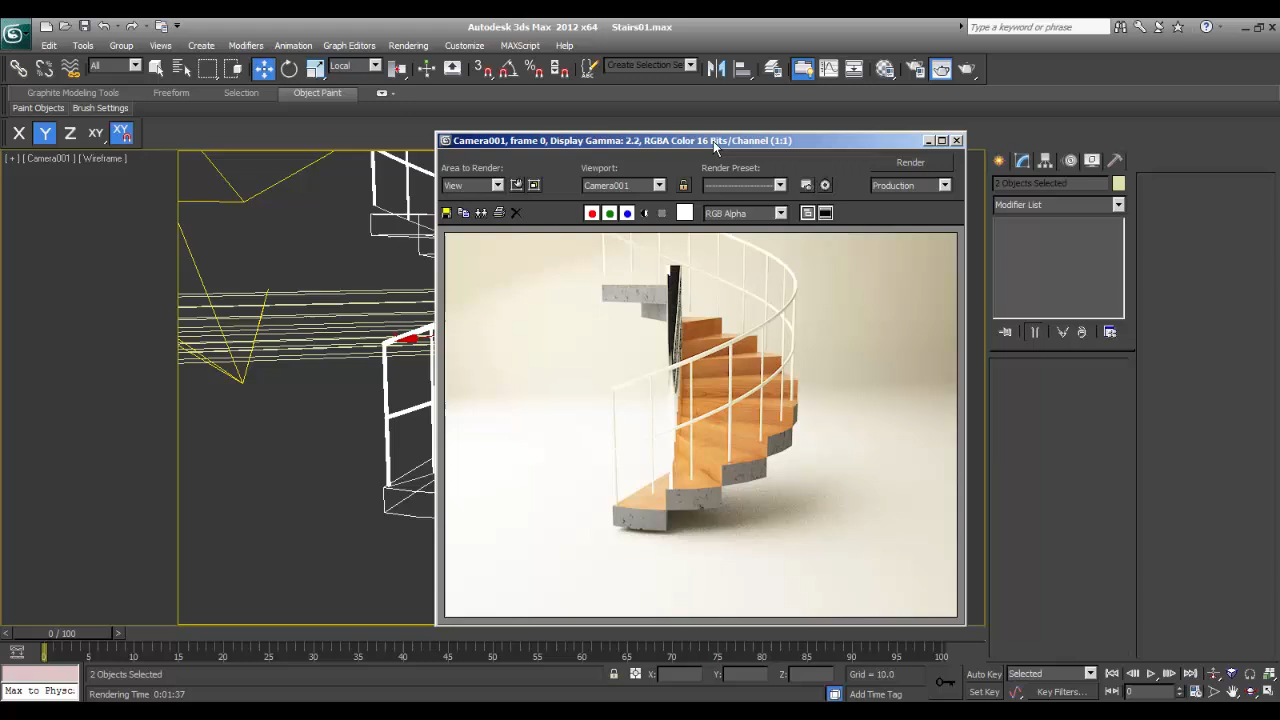 Autodesk 3ds Max 2012 x64 Stairs01.max
Type a keyword or phrase
Edit Tools Group Views Create Modifiers Animation Graph Editors Rendering Customize MAXScript Help
All Local Create Selection Se
Graphite Modeling Tools Freeform Selection Object Paint
Paint Objects Brush Settings
X Y Z XY XY
[ + ] [ Camera001 ] [ Wireframe ]
Camera001, frame 0, Display Gamma: 2.2, RGBA Color 16 Bits/Channel (1:1)
Area to Render: Viewport: Render Preset: Render
View Camera001 Production
RGB Alpha
2 Objects Selected
Modifier List
0 / 100
0 5 10 15 20 25 30 35 40 45 50 55 60 65 70 75 80 85 90 95 100
2 Objects Selected X: Y: Z: Grid = 10.0 Auto Key Selected
Max to Physc. Rendering Time 0:01:37 Add Time Tag Set Key Key Filters... 0